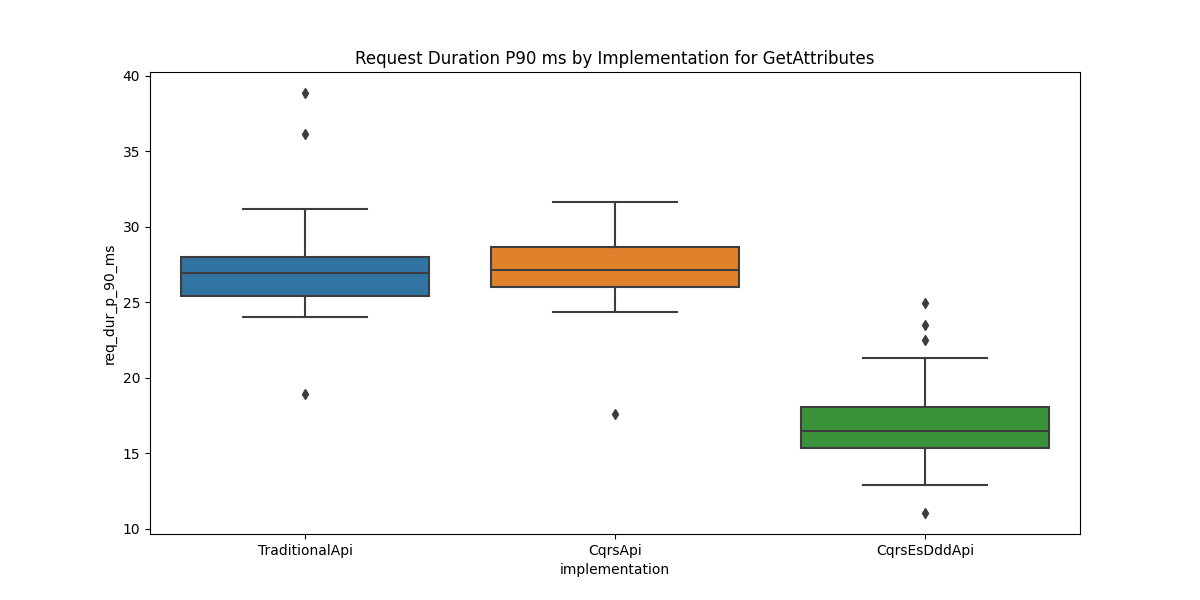 Request Duration P90 ms by Implementation for GetAttributes
40
35
30
25
20
15
10
req_dur_p_90_ms
TraditionalApi
CqrsApi
CqrsEsDddApi
implementation